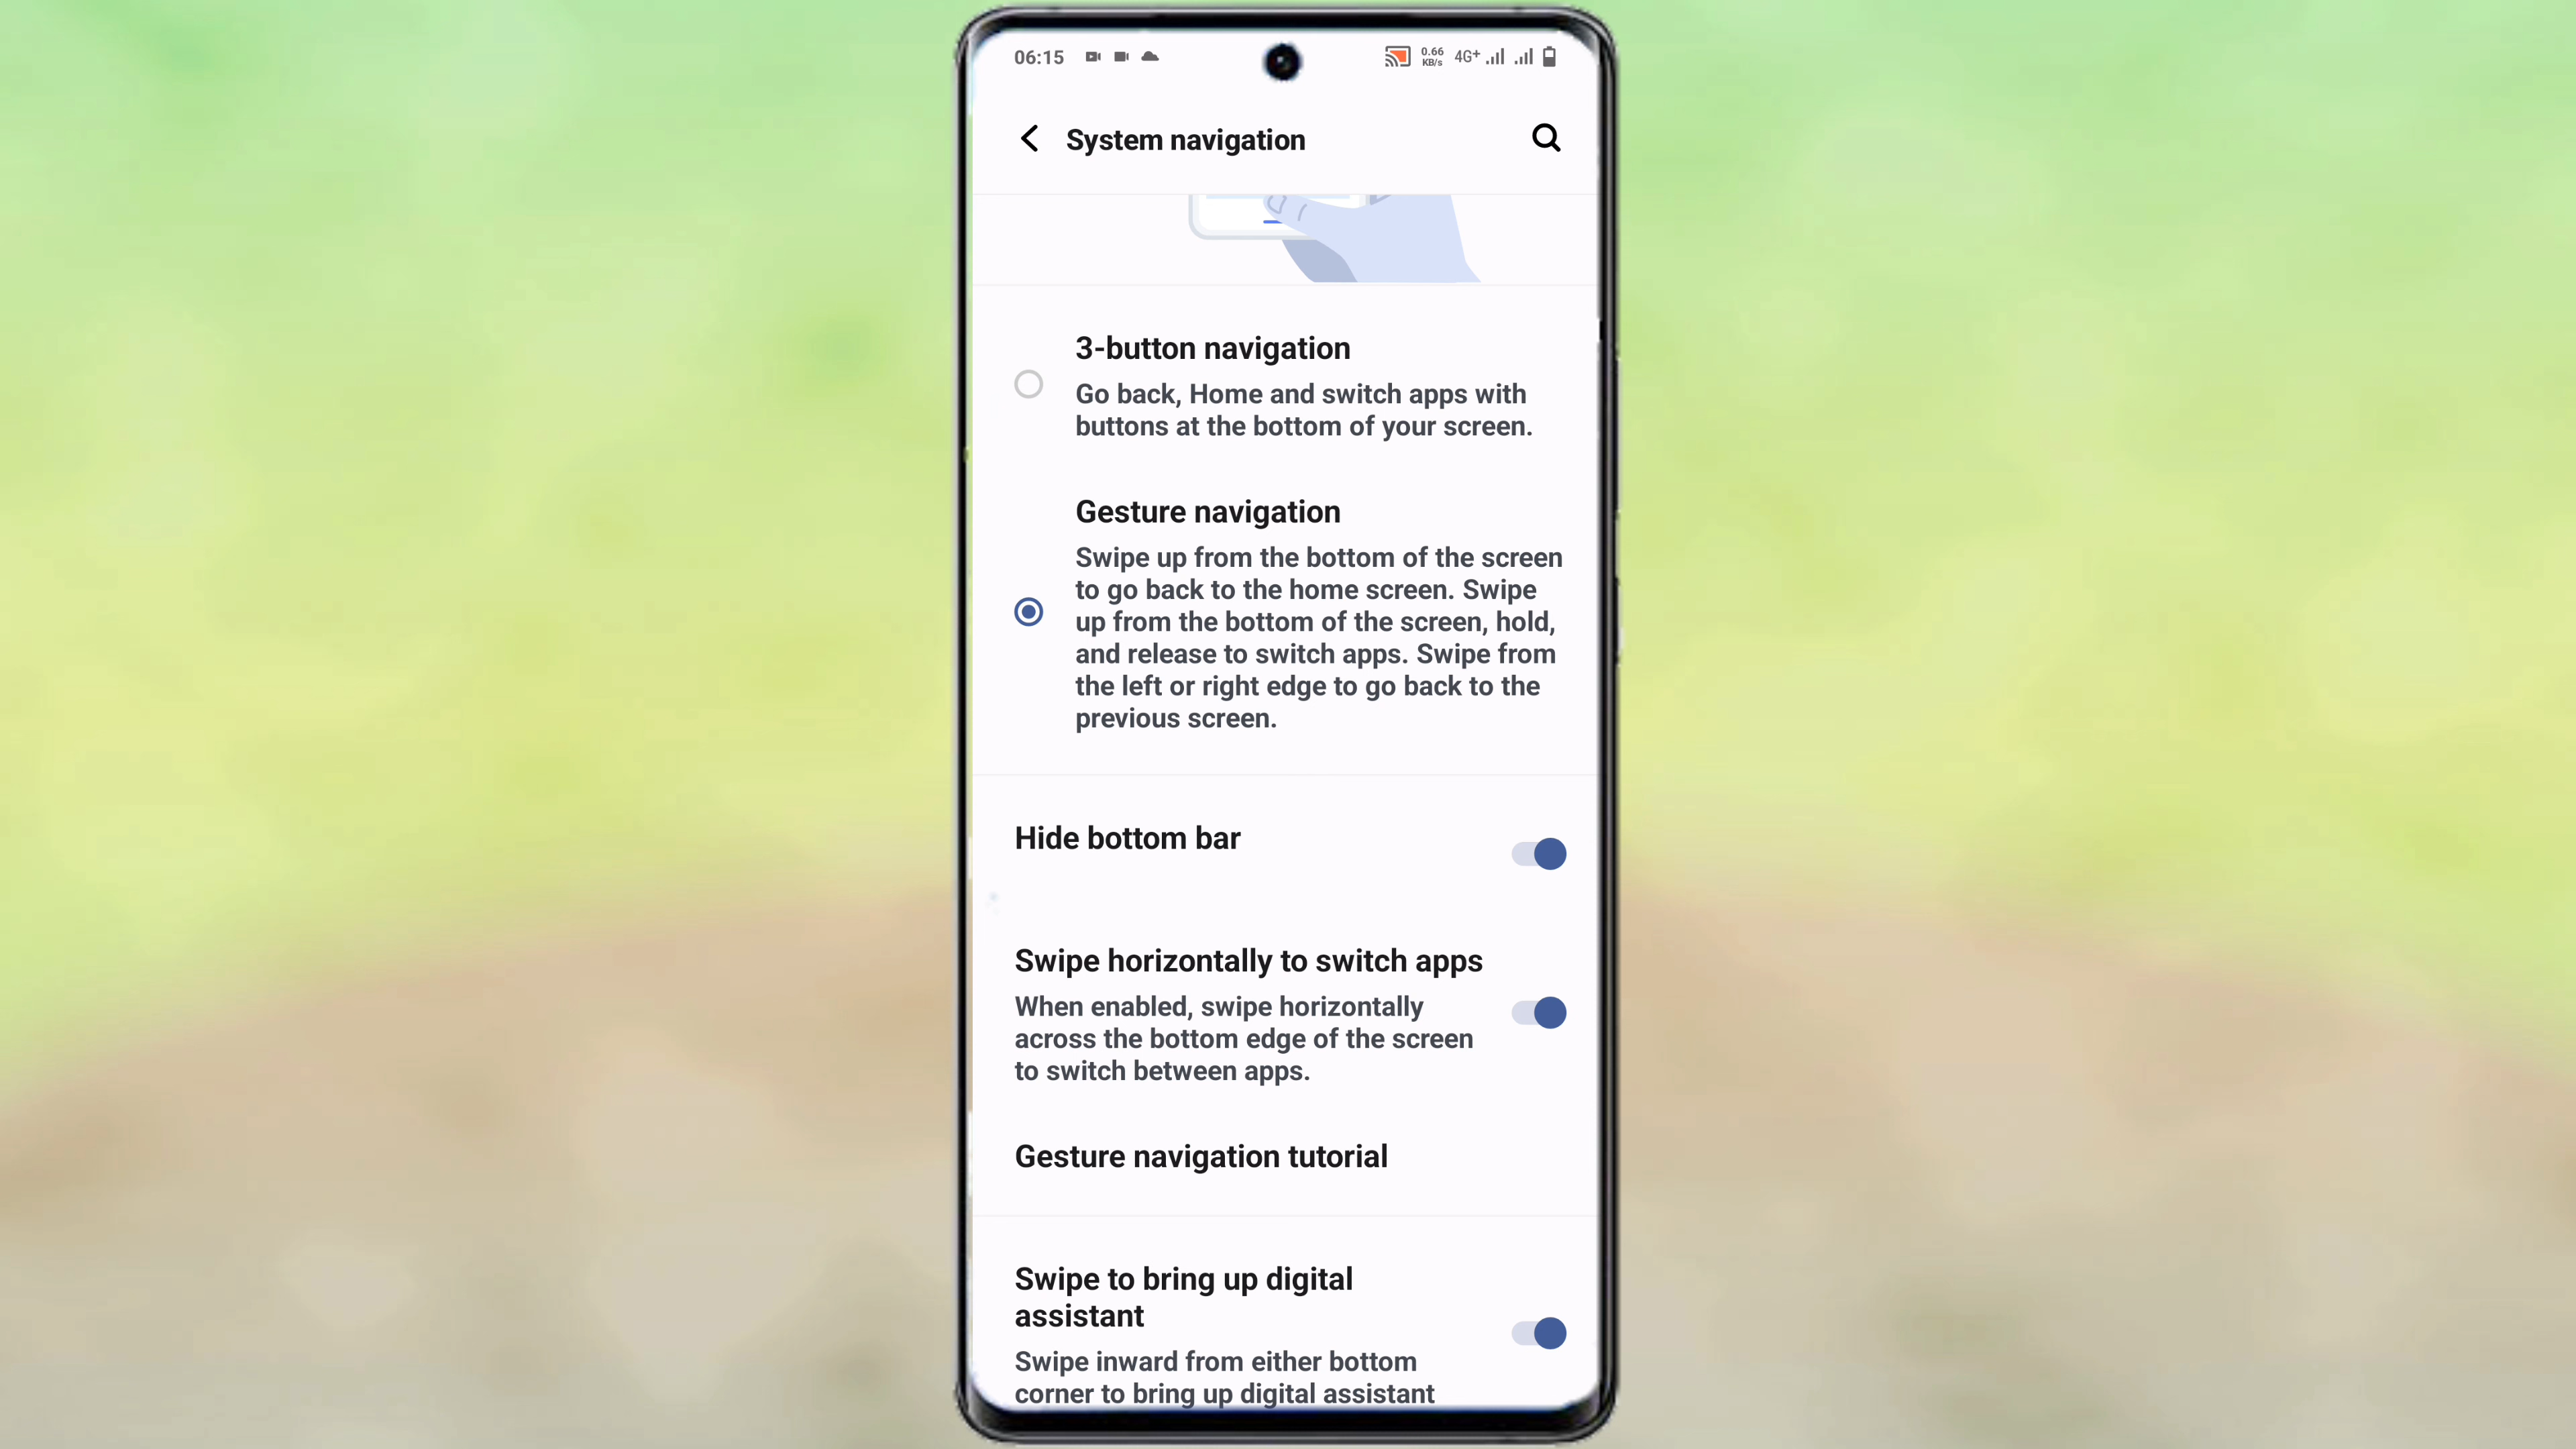 06:15 0.66 KB/s 4G+
System navigation
3-button navigation
Go back, Home and switch apps with
buttons at the bottom of your screen.
Gesture navigation
Swipe up from the bottom of the screen
to go back to the home screen. Swipe
up from the bottom of the screen, hold,
and release to switch apps. Swipe from
the left or right edge to go back to the
previous screen.
Hide bottom bar
Swipe horizontally to switch apps
When enabled, swipe horizontally
across the bottom edge of the screen
to switch between apps.
Gesture navigation tutorial
Swipe to bring up digital
assistant
Swipe inward from either bottom
corner to bring up digital assistant